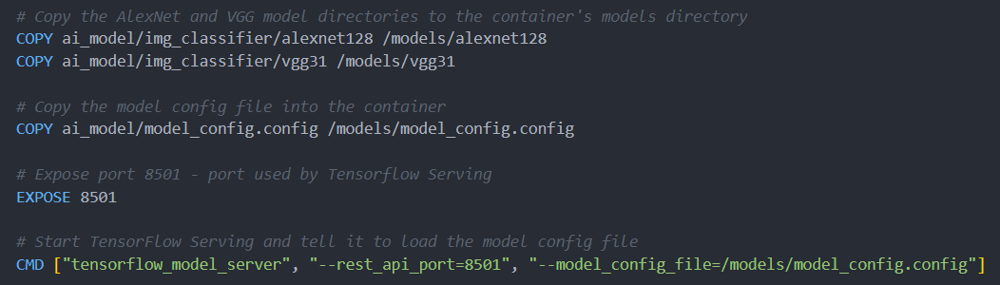 # Copy the AlexNet and VGG model directories to the container's models directory
COPY ai_model/img_classifier/alexnet128 /models/alexnet128
COPY ai_model/img_classifier/vgg31 /models/vgg31
# Copy the model config file into the container
COPY ai_model/model_config.config /models/model_config.config
# Expose port 8501 - port used by Tensorflow Serving
EXPOSE 8501
# Start TensorFlow Serving and tell it to load the model config file
CMD ["tensorflow_model_server", "--rest_api_port=8501", "--model_config_file=/models/model_config.config"]